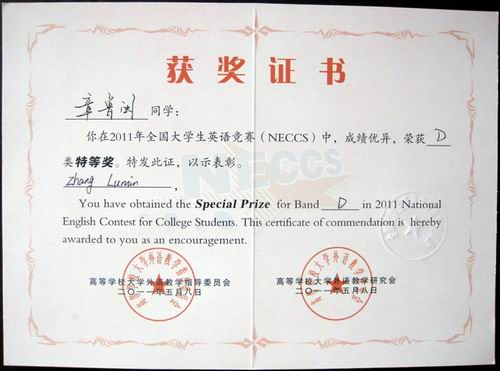 获奖证书
章鲁闽 同学：
你在2011年全国大学生英语竞赛（NECCS）中，成绩优异，荣获 D
类特等奖。特发此证，以示表彰。
Zhang Lumin ,
You have obtained the Special Prize for Band D in 2011 National
English Contest for College Students. This certificate of commendation is hereby
awarded to you as an encouragement.
NECCS
高等学校大学外语教学指导委员会
二〇一一年五月八日
高等学校大学外语教学研究会
二〇一一年五月八日